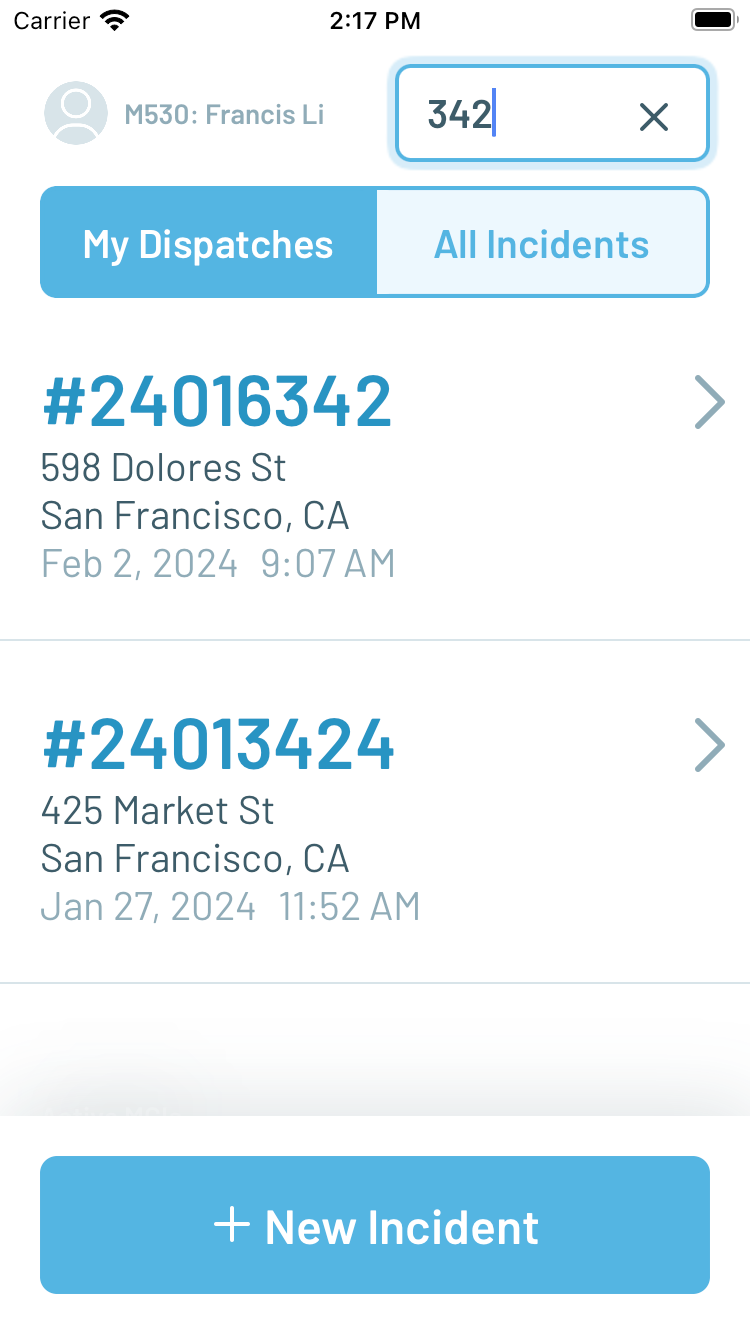 Carrier 2:17 PM
M530: Francis Li
342
My Dispatches
All Incidents
#24016342
598 Dolores St
San Francisco, CA
Feb 2, 2024 9:07 AM
#24013424
425 Market St
San Francisco, CA
Jan 27, 2024 11:52 AM
+ New Incident